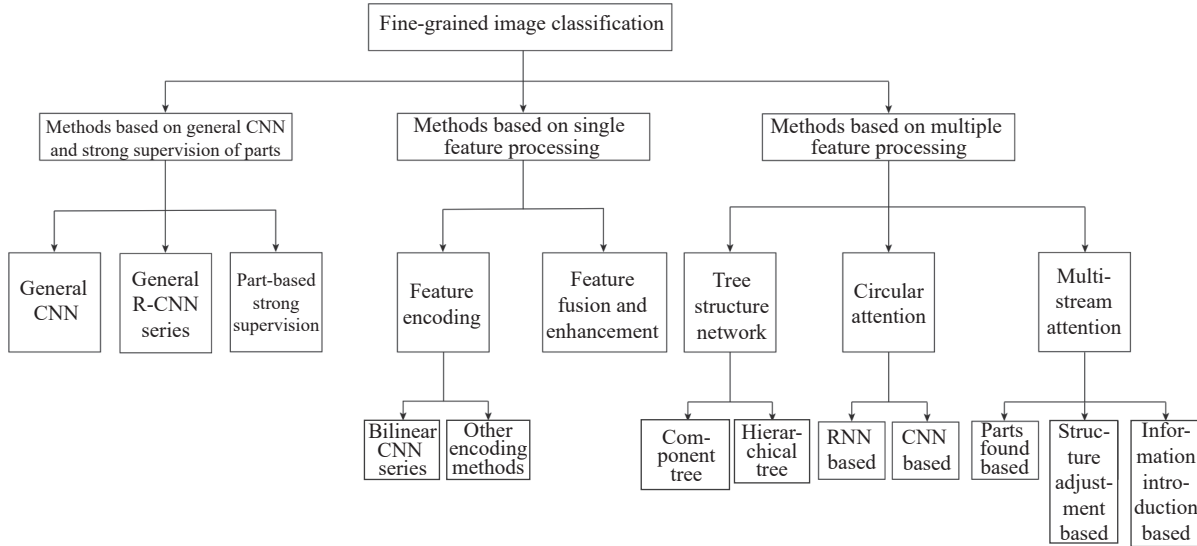 Fine-grained image classification
Methods based on general CNN
and strong supervision of parts
Methods based on single
feature processing
Methods based on multiple
feature processing
General
CNN
General
R-CNN
series
Part-based
strong
supervision
Feature
encoding
Feature
fusion and
enhancement
Tree
structure
network
Circular
attention
Multi-
stream
attention
Bilinear
CNN
series
Other
encoding
methods
Com-
ponent
tree
Hierar-
chical
tree
RNN
based
CNN
based
Parts
found
based
Struc-
ture
adjust-
ment
based
Infor-
mation
intro-
duction
based